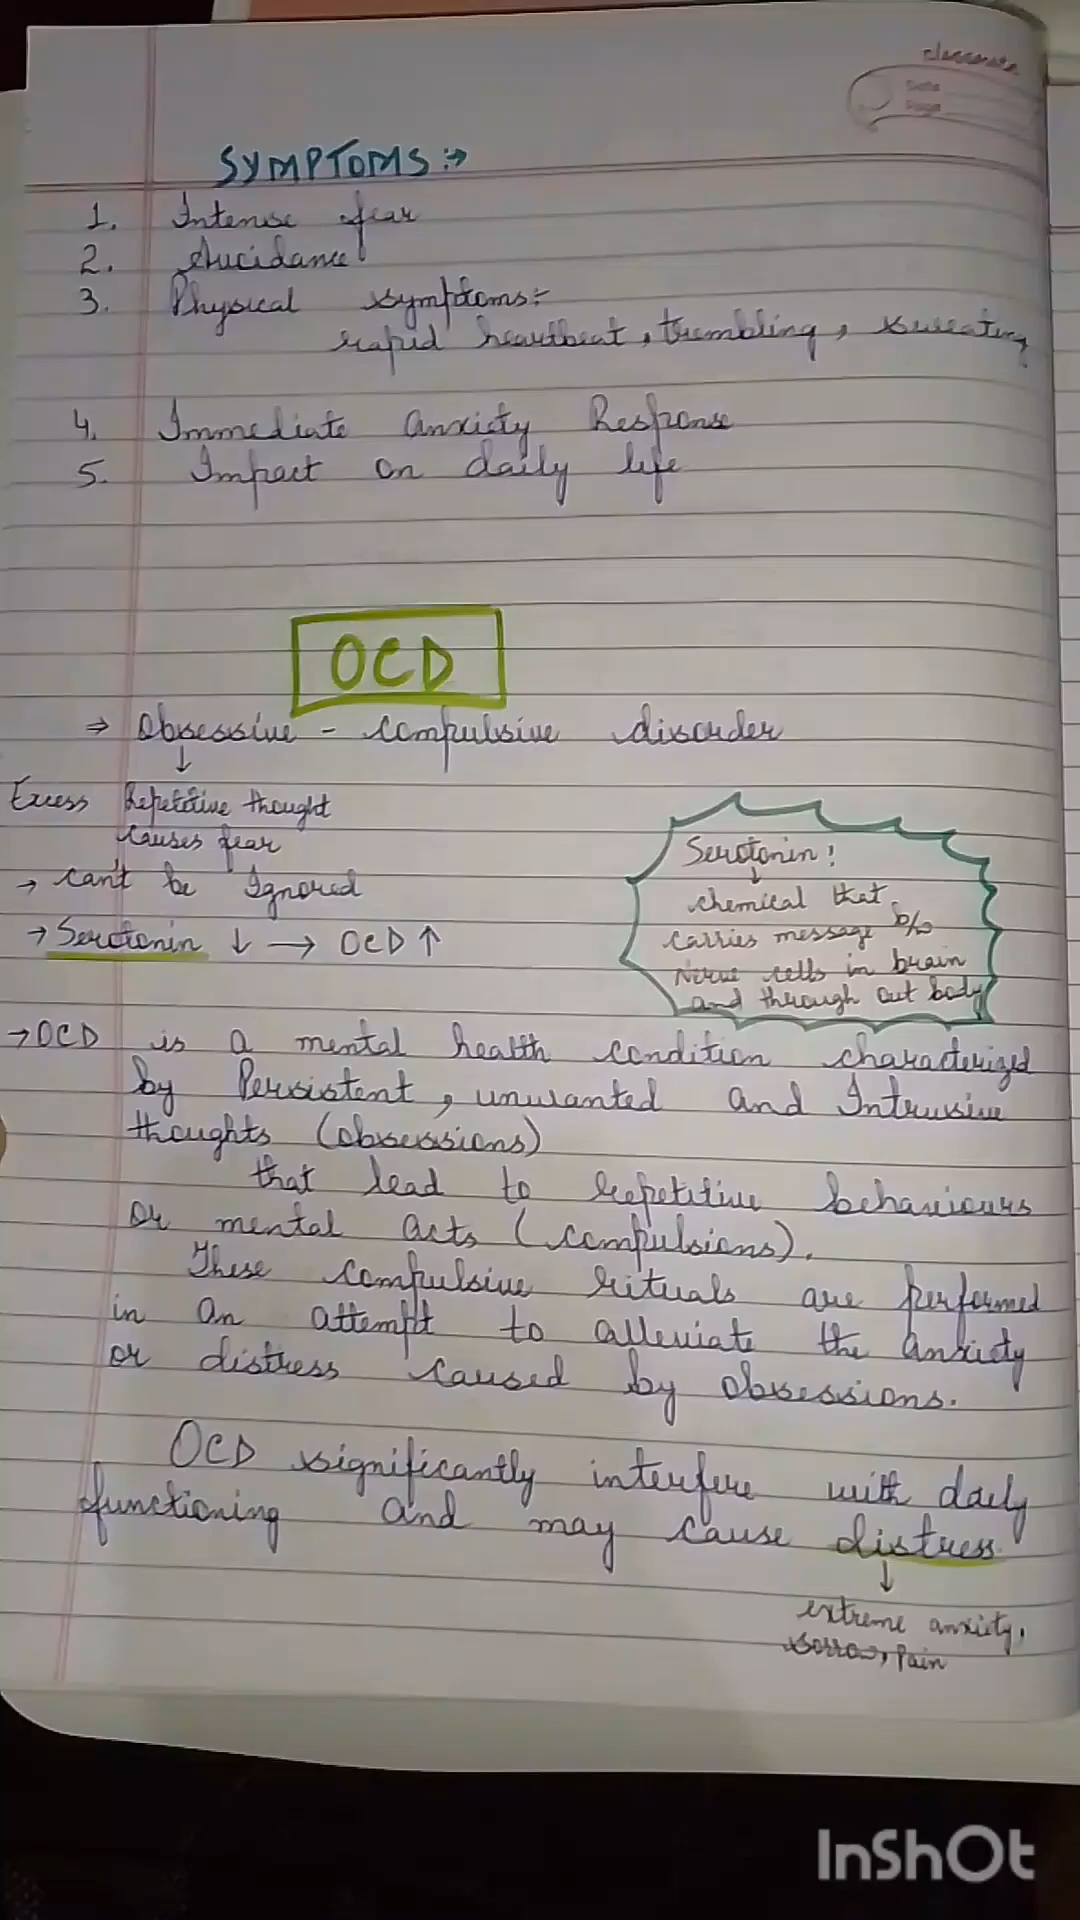 classmate
Date
Page
SYMPTOMS :→
1. Intense fear
2. Avoidance
3. Physical symptoms:-
rapid heartbeat, trembling, sweating
4. Immediate Anxiety Response
5. Impact on daily life
OCD
⇒ Obsessive - compulsive disorder
↓
Excess Repetitive thought
causes fear
→ can't be Ignored
→ Serotonin ↓ → OCD ↑
Serotonin!
↓
chemical that
carries message b/w
Nerve cells in brain
and through out body
→ OCD is a mental health condition characterized
by Persistent, unwanted and Intrusive
thoughts (obsessions)
that lead to repetitive behaviours
or mental acts (compulsions).
These compulsive rituals are performed
in an attempt to alleviate the anxiety
or distress caused by obsessions.
OCD significantly interfere with daily
functioning and may cause distress.
↓
extreme anxiety,
sorrow, pain
InShOt